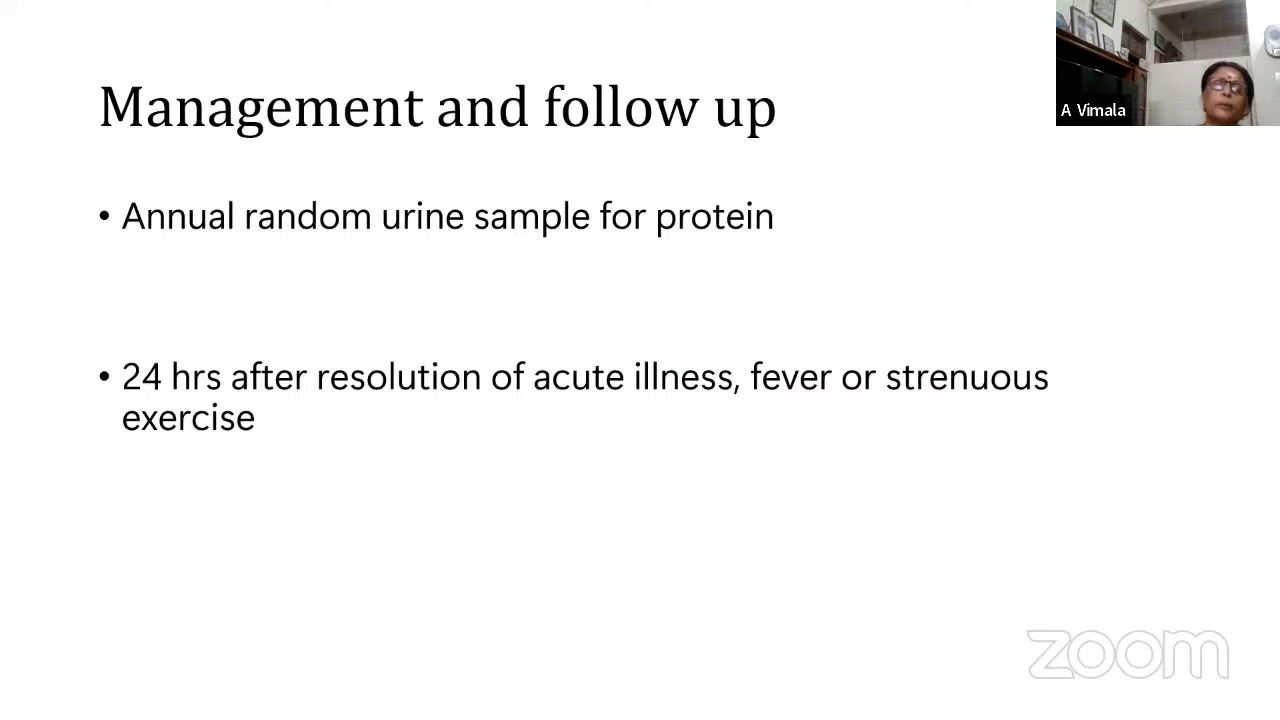 Management and follow up
A Vimala
• Annual random urine sample for protein
• 24 hrs after resolution of acute illness, fever or strenuous
exercise
zoom